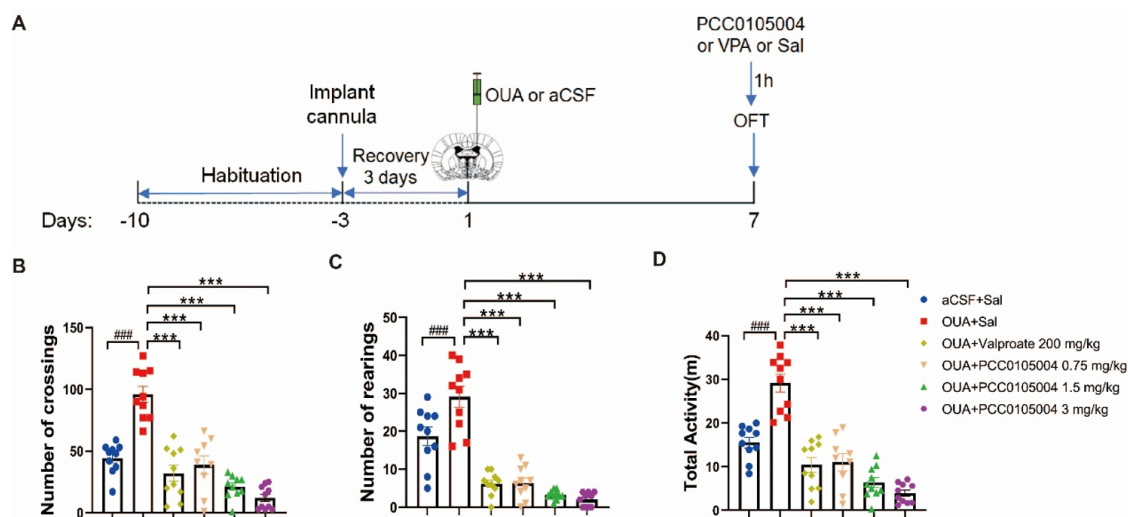 A
PCC0105004
or VPA or Sal
1h
OFT
Implant
cannula
OUA or aCSF
Recovery
3 days
Habituation
Days: -10 -3 1 7
B
***
***
***
***
###
Number of crossings
150
100
50
0
C
***
***
***
***
###
Number of rearings
50
40
30
20
10
0
D
***
***
***
***
###
Total Activity(m)
40
30
20
10
0
aCSF+Sal
OUA+Sal
OUA+Valproate 200 mg/kg
OUA+PCC0105004 0.75 mg/kg
OUA+PCC0105004 1.5 mg/kg
OUA+PCC0105004 3 mg/kg